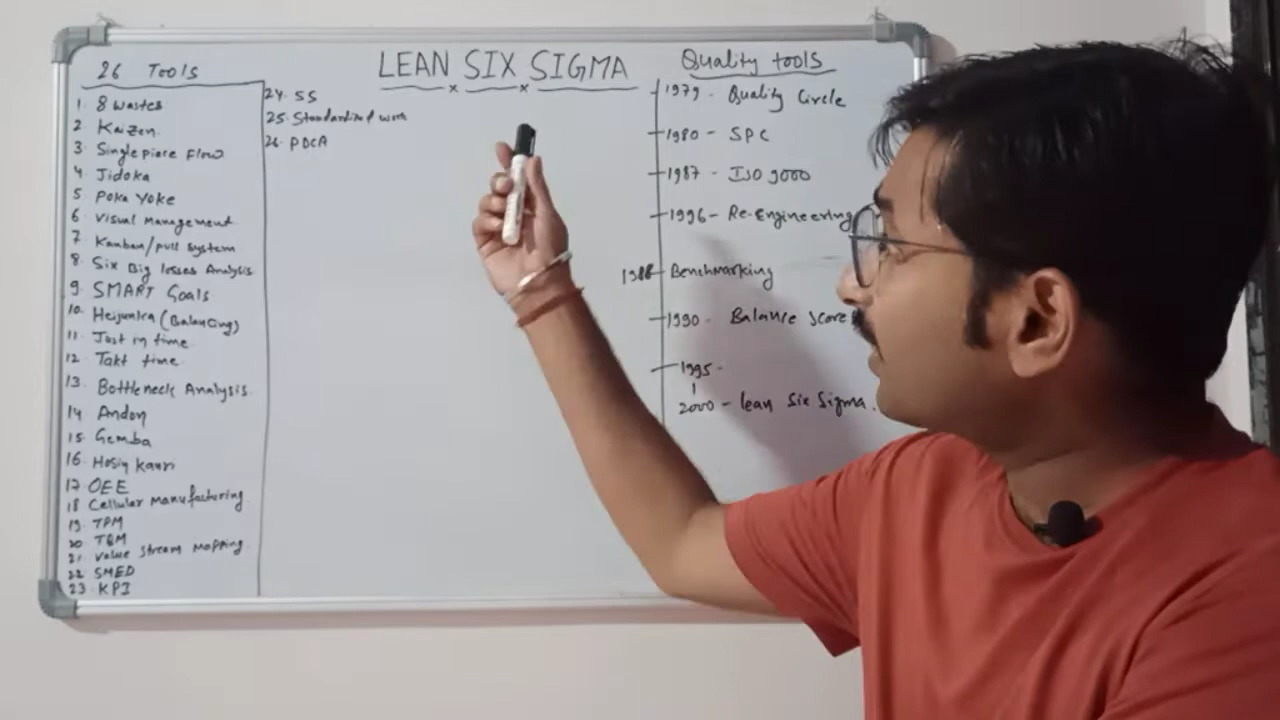 LEAN SIX SIGMA
26 Tools
1. 8 wastes
2. Kaizen
3. Single piece Flow
4. Jidoka
5. Poka Yoke
6. Visual Management
7. Kanban/pull system
8. Six Big losses Analysis
9. SMART Goals
10. Heijunka (Balancing)
11. Just in time
12. Takt time
13. Bottleneck Analysis
14. Andon
15. Gemba
16. Hosin Kanri
17. OEE
18. Cellular Manufacturing
19. TPM
20. TQM
21. Value Stream Mapping
22. SMED
23. KPI
24. 5S
25. Standardized work
26. PDCA
Quality tools
1979 - Quality Circle
1980 - SPC
1987 - ISO 9000
1996 - Re-Engineering
Benchmarking
1990 - Balance Score
1995 -
2000 - lean Six Sigma.